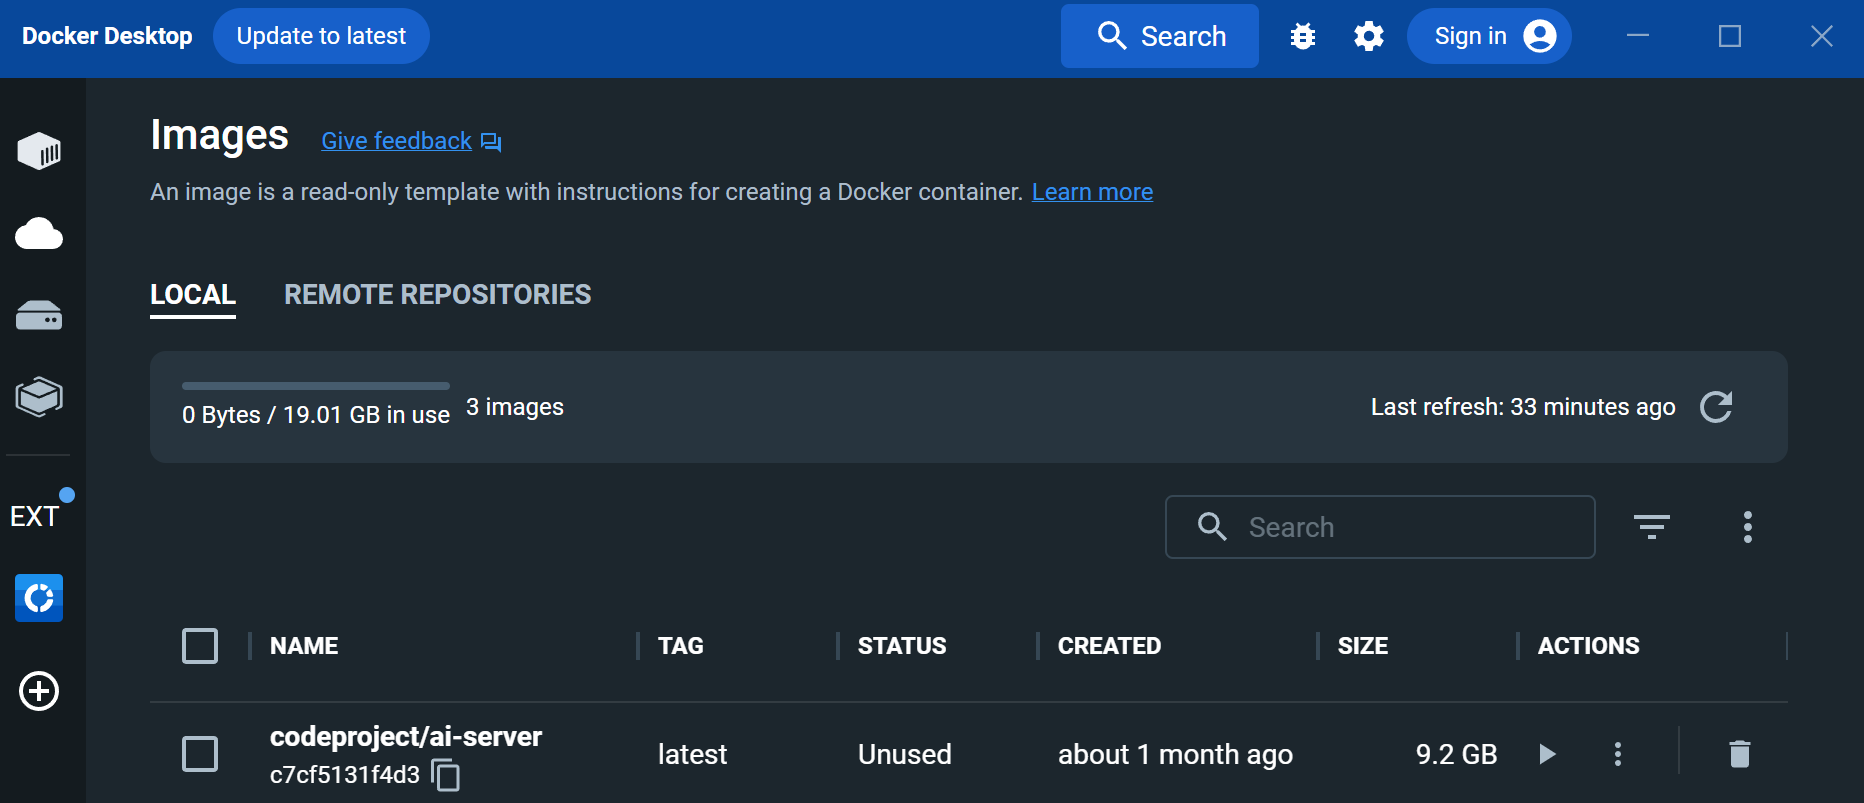 Docker Desktop Update to latest Search Sign in
Images Give feedback
An image is a read-only template with instructions for creating a Docker container. Learn more
LOCAL REMOTE REPOSITORIES
0 Bytes / 19.01 GB in use 3 images Last refresh: 33 minutes ago
EXT
Search
NAME TAG STATUS CREATED SIZE ACTIONS
codeproject/ai-server latest Unused about 1 month ago 9.2 GB
c7cf5131f4d3